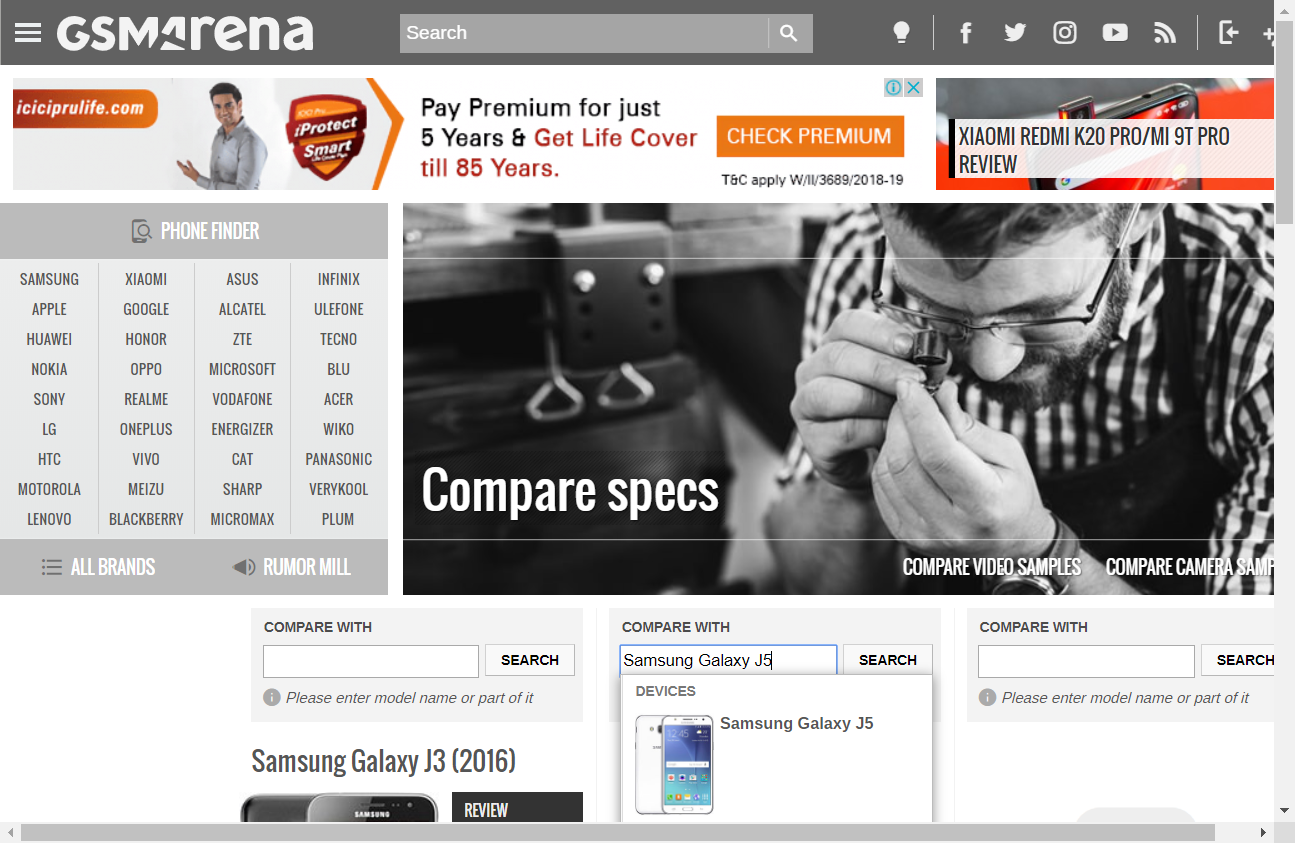 GSMArena
Search
iciciprulife.com
iProtect
Smart
Pay Premium for just
5 Years & Get Life Cover
till 85 Years.
CHECK PREMIUM
T&C apply W/II/3689/2018-19
XIAOMI REDMI K20 PRO/MI 9T PRO
REVIEW
PHONE FINDER
SAMSUNG XIAOMI ASUS INFINIX
APPLE GOOGLE ALCATEL ULEFONE
HUAWEI HONOR ZTE TECNO
NOKIA OPPO MICROSOFT BLU
SONY REALME VODAFONE ACER
LG ONEPLUS ENERGIZER WIKO
HTC VIVO CAT PANASONIC
MOTOROLA MEIZU SHARP VERYKOOL
LENOVO BLACKBERRY MICROMAX PLUM
ALL BRANDS RUMOR MILL
Compare specs
COMPARE VIDEO SAMPLES COMPARE CAMERA SAMP
COMPARE WITH
SEARCH
Please enter model name or part of it
Samsung Galaxy J3 (2016)
SAMSUNG
REVIEW
COMPARE WITH
Samsung Galaxy J5
SEARCH
DEVICES
Samsung Galaxy J5
12:45
COMPARE WITH
SEARCH
Please enter model name or part of it